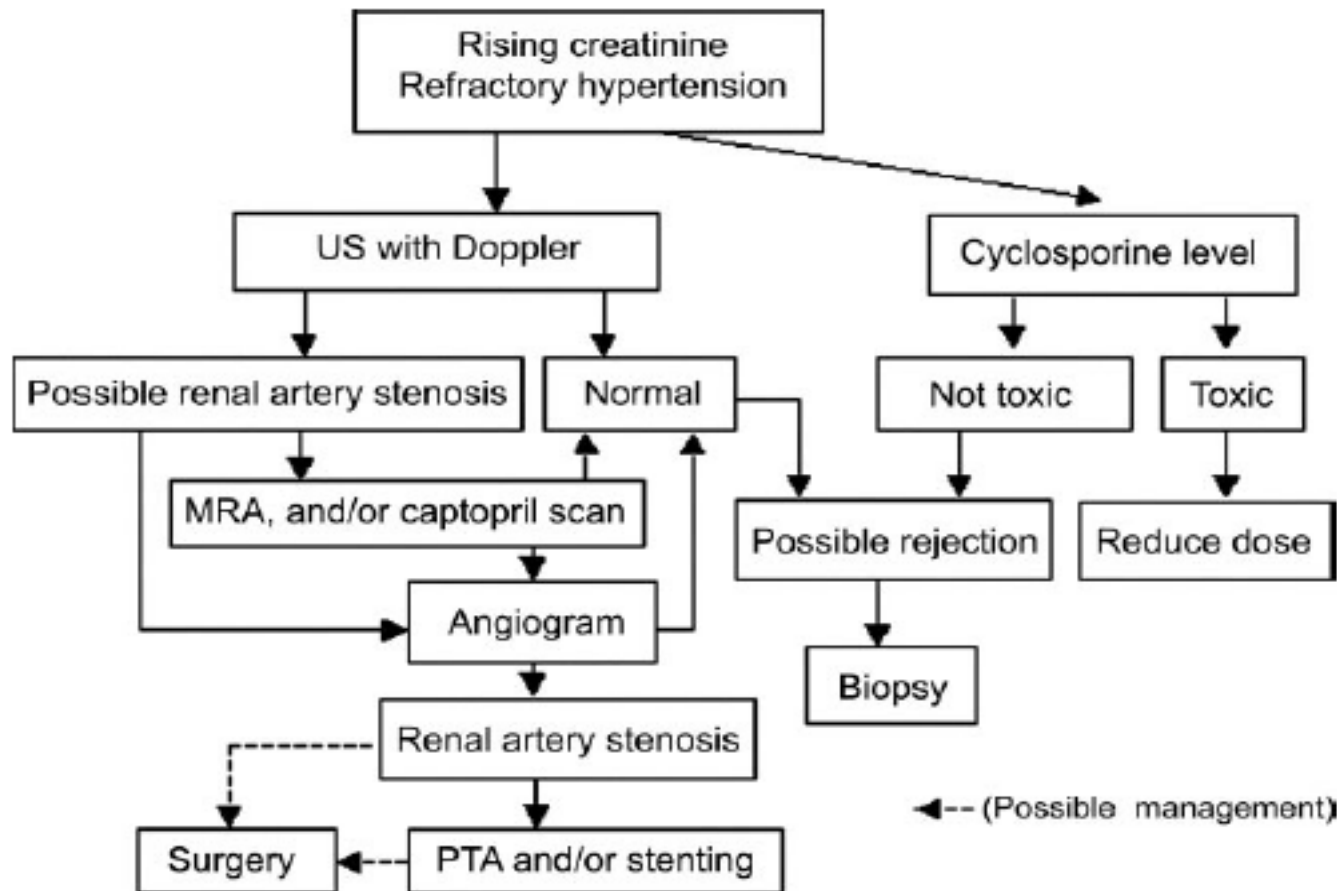 Rising creatinine
Refractory hypertension
US with Doppler
Cyclosporine level
Possible renal artery stenosis
Normal
Not toxic
Toxic
MRA, and/or captopril scan
Possible rejection
Reduce dose
Angiogram
Biopsy
Renal artery stenosis
(Possible management)
Surgery
PTA and/or stenting